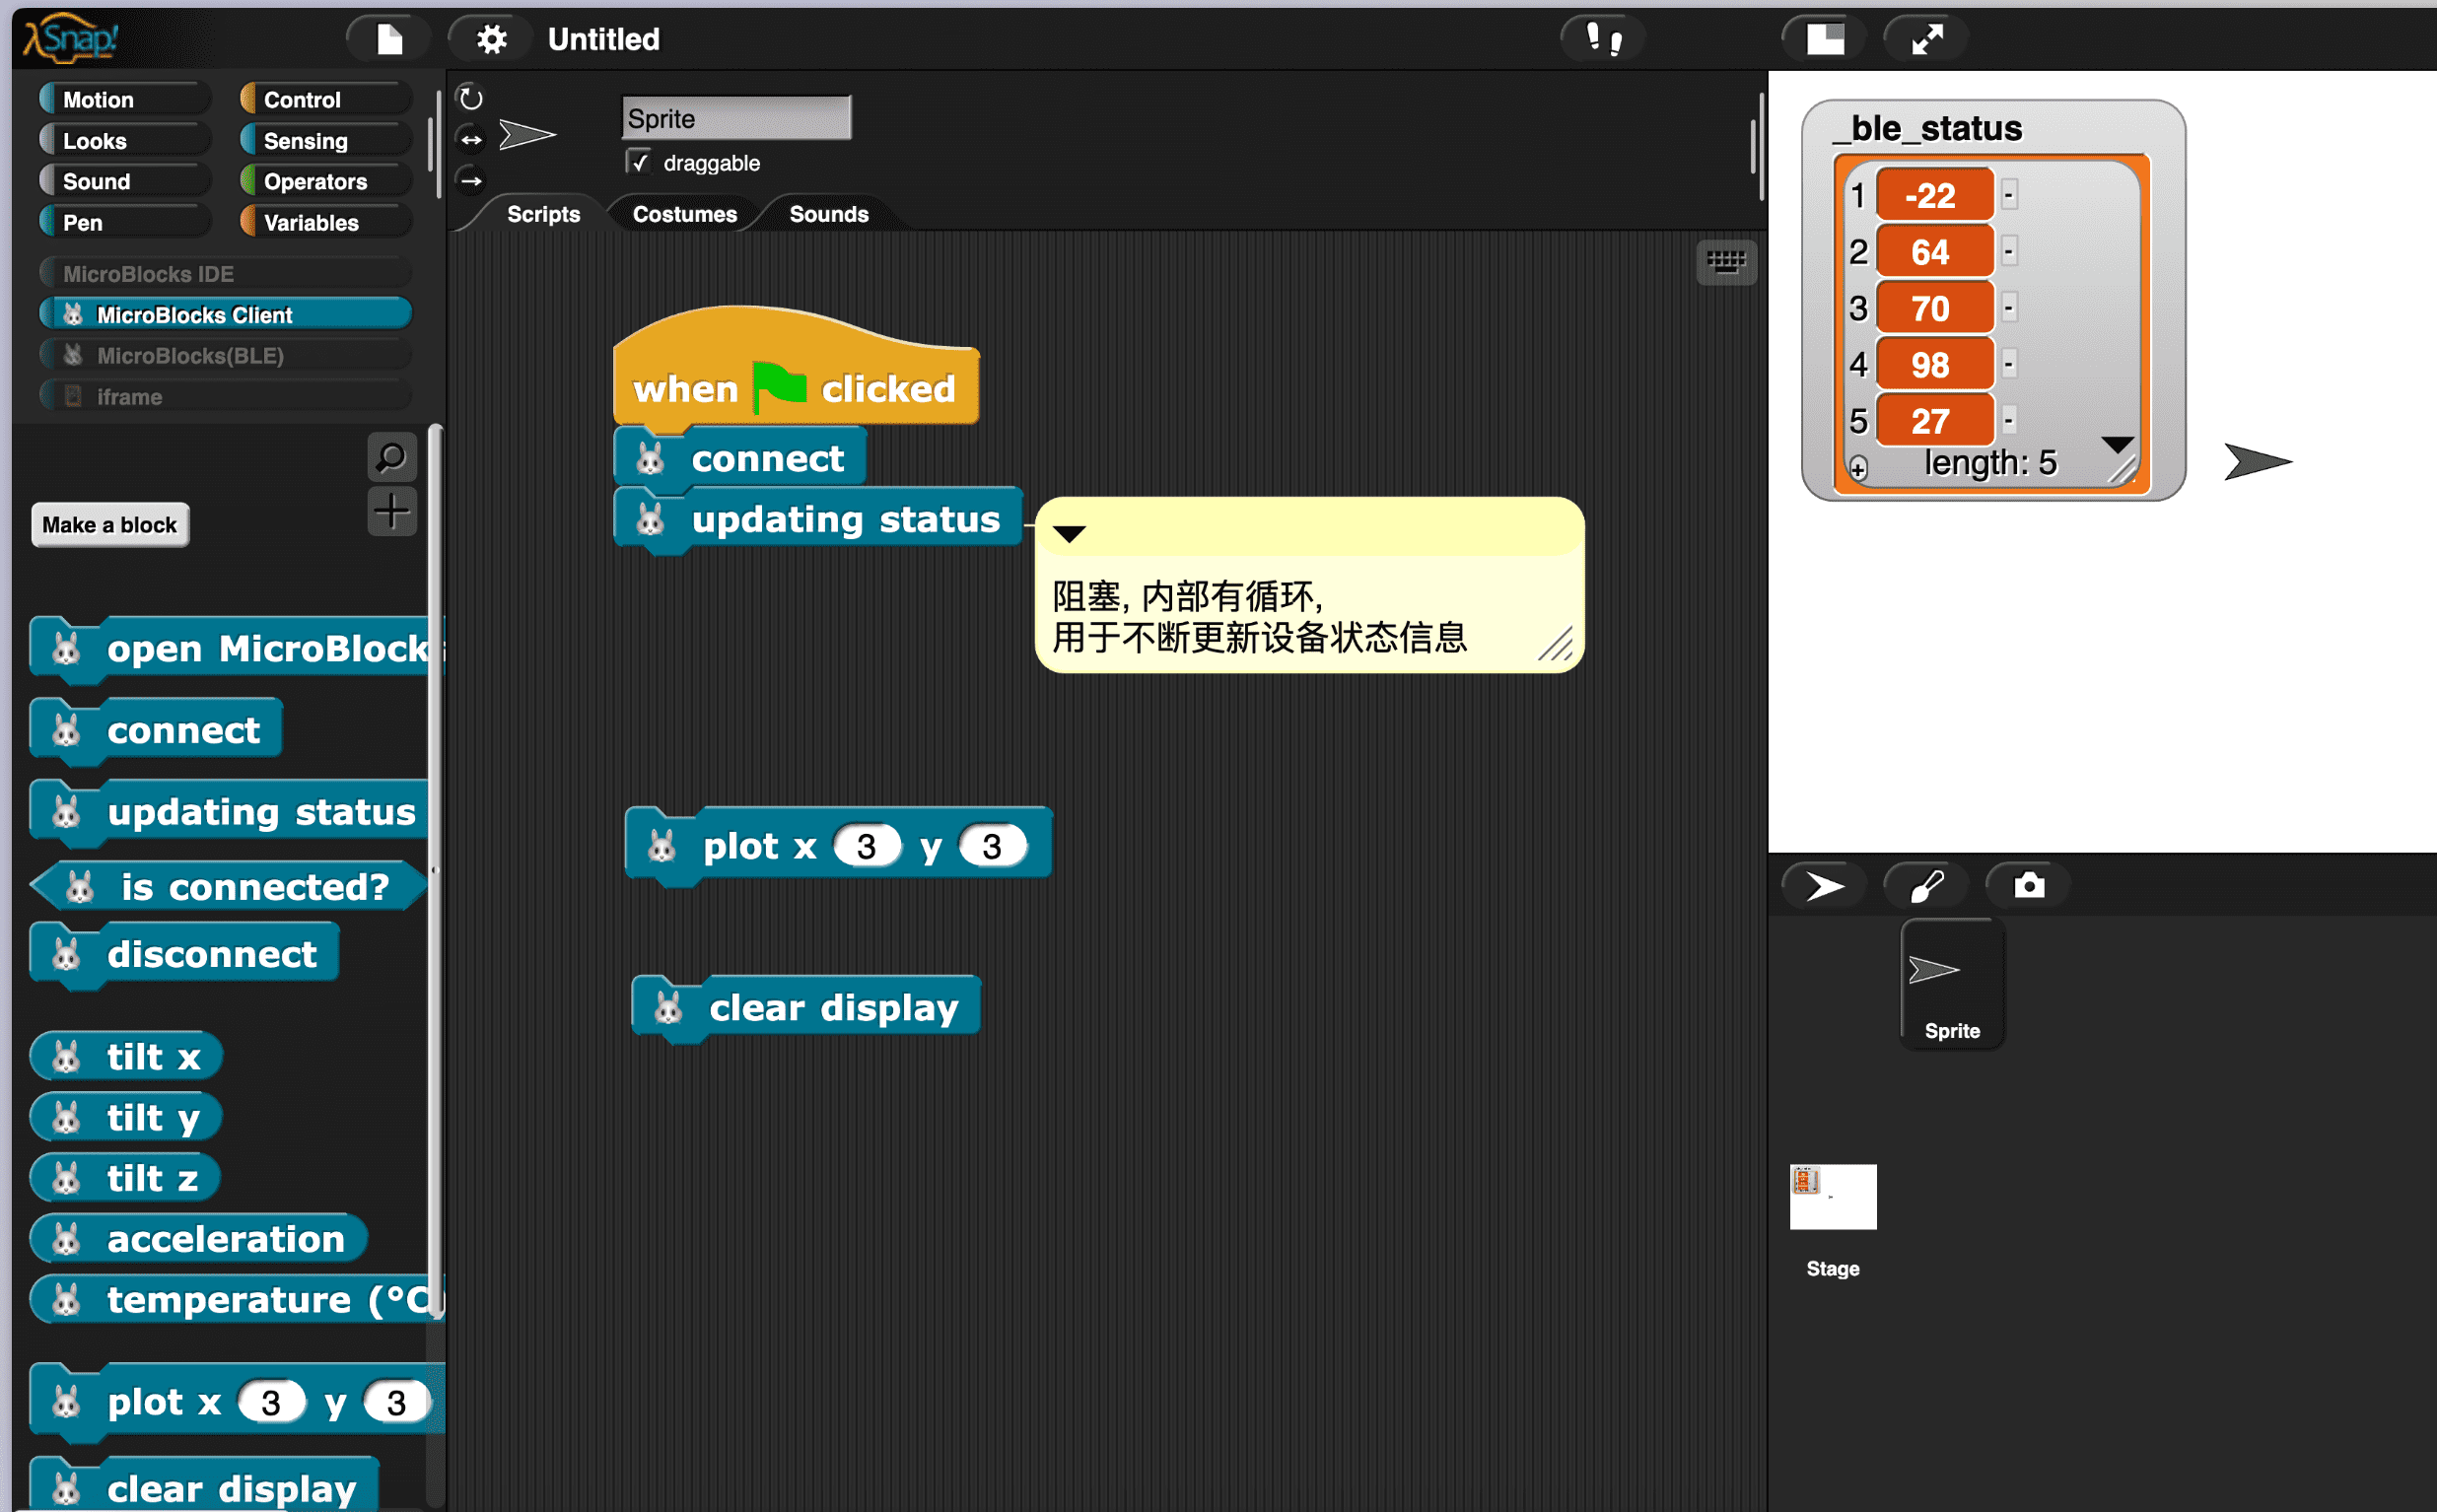 λSnap!
Untitled
Motion
Control
Looks
Sensing
Sound
Operators
Pen
Variables
MicroBlocks IDE
MicroBlocks Client
MicroBlocks(BLE)
iframe
Make a block
open MicroBlocks
connect
updating status
is connected?
disconnect
tilt x
tilt y
tilt z
acceleration
temperature (°C)
plot x 3 y 3
clear display
Sprite
draggable
Scripts Costumes Sounds
when clicked
connect
updating status
阻塞, 内部有循环,
用于不断更新设备状态信息
plot x 3 y 3
clear display
_ble_status
1 -22 -
2 64 -
3 70 -
4 98 -
5 27 -
+ length: 5
Sprite
Stage